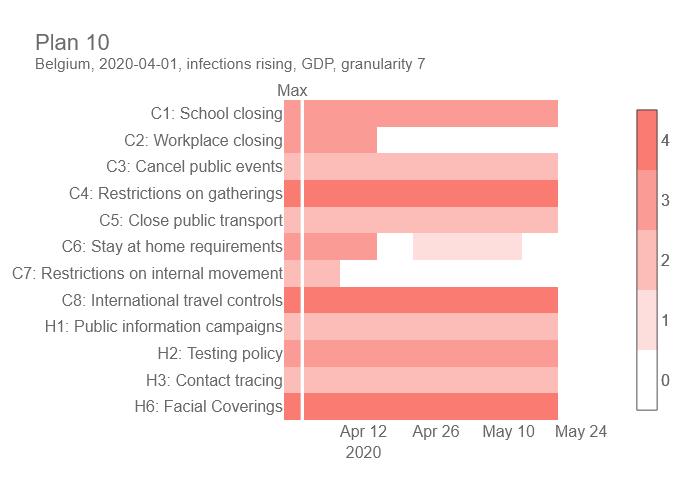 Plan 10
Belgium, 2020-04-01, infections rising, GDP, granularity 7
Max
C1: School closing
C2: Workplace closing
C3: Cancel public events
C4: Restrictions on gatherings
C5: Close public transport
C6: Stay at home requirements
C7: Restrictions on internal movement
C8: International travel controls
H1: Public information campaigns
H2: Testing policy
H3: Contact tracing
H6: Facial Coverings
Apr 12 Apr 26 May 10 May 24
2020
4
3
2
1
0